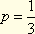 p = 1/3